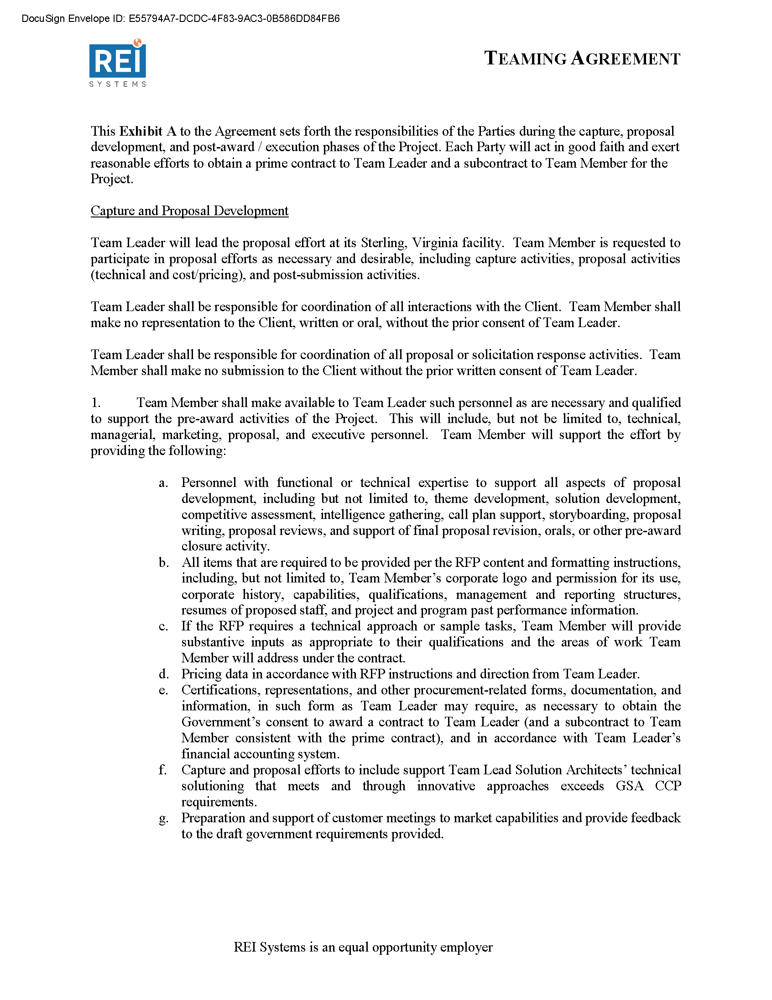 DocuSign Envelope ID: E55794A7-DCDC-4F83-9AC3-0B586DD84FB6
REI
SYSTEMS
TEAMING AGREEMENT
This Exhibit A to the Agreement sets forth the responsibilities of the Parties during the capture, proposal
development, and post-award / execution phases of the Project. Each Party will act in good faith and exert
reasonable efforts to obtain a prime contract to Team Leader and a subcontract to Team Member for the
Project.
Capture and Proposal Development
Team Leader will lead the proposal effort at its Sterling, Virginia facility. Team Member is requested to
participate in proposal efforts as necessary and desirable, including capture activities, proposal activities
(technical and cost/pricing), and post-submission activities.
Team Leader shall be responsible for coordination of all interactions with the Client. Team Member shall
make no representation to the Client, written or oral, without the prior consent of Team Leader.
Team Leader shall be responsible for coordination of all proposal or solicitation response activities. Team
Member shall make no submission to the Client without the prior written consent of Team Leader.
1. Team Member shall make available to Team Leader such personnel as are necessary and qualified
to support the pre-award activities of the Project. This will include, but not be limited to, technical,
managerial, marketing, proposal, and executive personnel. Team Member will support the effort by
providing the following:
a. Personnel with functional or technical expertise to support all aspects of proposal
development, including but not limited to, theme development, solution development,
competitive assessment, intelligence gathering, call plan support, storyboarding, proposal
writing, proposal reviews, and support of final proposal revision, orals, or other pre-award
closure activity.
b. All items that are required to be provided per the RFP content and formatting instructions,
including, but not limited to, Team Member’s corporate logo and permission for its use,
corporate history, capabilities, qualifications, management and reporting structures,
resumes of proposed staff, and project and program past performance information.
c. If the RFP requires a technical approach or sample tasks, Team Member will provide
substantive inputs as appropriate to their qualifications and the areas of work Team
Member will address under the contract.
d. Pricing data in accordance with RFP instructions and direction from Team Leader.
e. Certifications, representations, and other procurement-related forms, documentation, and
information, in such form as Team Leader may require, as necessary to obtain the
Government’s consent to award a contract to Team Leader (and a subcontract to Team
Member consistent with the prime contract), and in accordance with Team Leader’s
financial accounting system.
f. Capture and proposal efforts to include support Team Lead Solution Architects’ technical
solutioning that meets and through innovative approaches exceeds GSA CCP
requirements.
g. Preparation and support of customer meetings to market capabilities and provide feedback
to the draft government requirements provided.
REI Systems is an equal opportunity employer